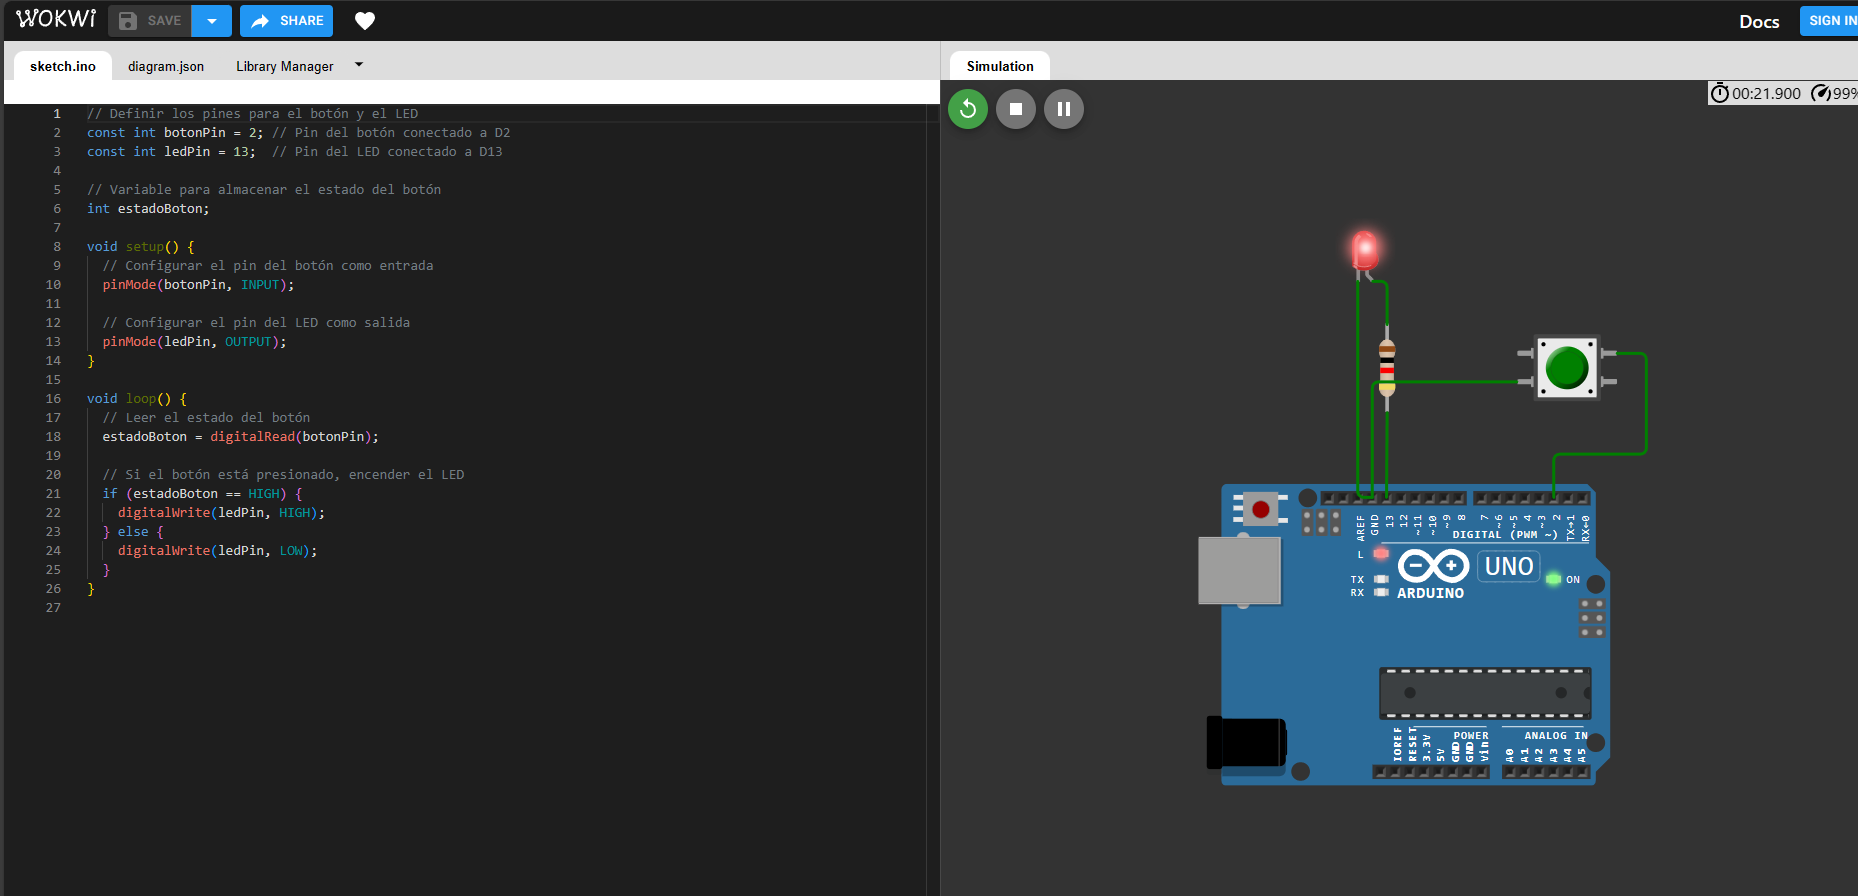 WOKWi SAVE SHARE Docs SIGN IN
sketch.ino diagram.json Library Manager
Simulation
00:21.900 99%
1 // Definir los pines para el botón y el LED
2 const int botonPin = 2; // Pin del botón conectado a D2
3 const int ledPin = 13;  // Pin del LED conectado a D13
4
5 // Variable para almacenar el estado del botón
6 int estadoBoton;
7
8 void setup() {
9   // Configurar el pin del botón como entrada
10   pinMode(botonPin, INPUT);
11
12   // Configurar el pin del LED como salida
13   pinMode(ledPin, OUTPUT);
14 }
15
16 void loop() {
17   // Leer el estado del botón
18   estadoBoton = digitalRead(botonPin);
19
20   // Si el botón está presionado, encender el LED
21   if (estadoBoton == HIGH) {
22     digitalWrite(ledPin, HIGH);
23   } else {
24     digitalWrite(ledPin, LOW);
25   }
26 }
27
AREF GND 13 12 ~11 ~10 ~9 8 7 ~6 ~5 4 ~3 2 TX→1 RX←0
DIGITAL (PWM ~)
L
UNO
TX ON
RX ARDUINO
POWER ANALOG IN
IOREF RESET 3.3V 5V GND GND Vin A0 A1 A2 A3 A4 A5